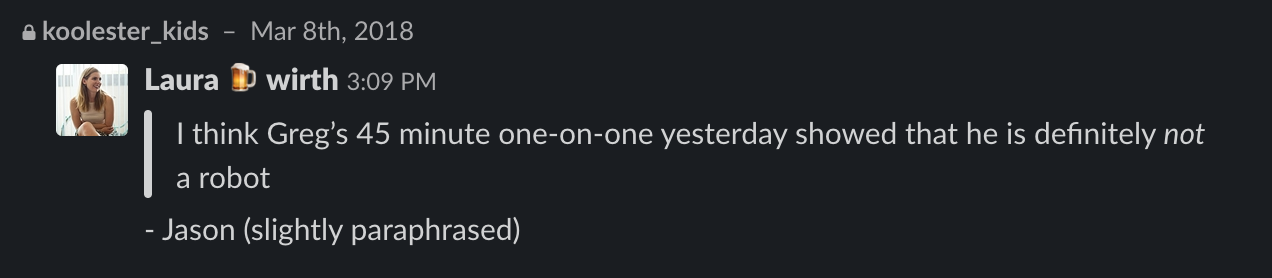 koolester_kids – Mar 8th, 2018
Laura 🍺 wirth 3:09 PM
I think Greg’s 45 minute one-on-one yesterday showed that he is definitely not
a robot
- Jason (slightly paraphrased)